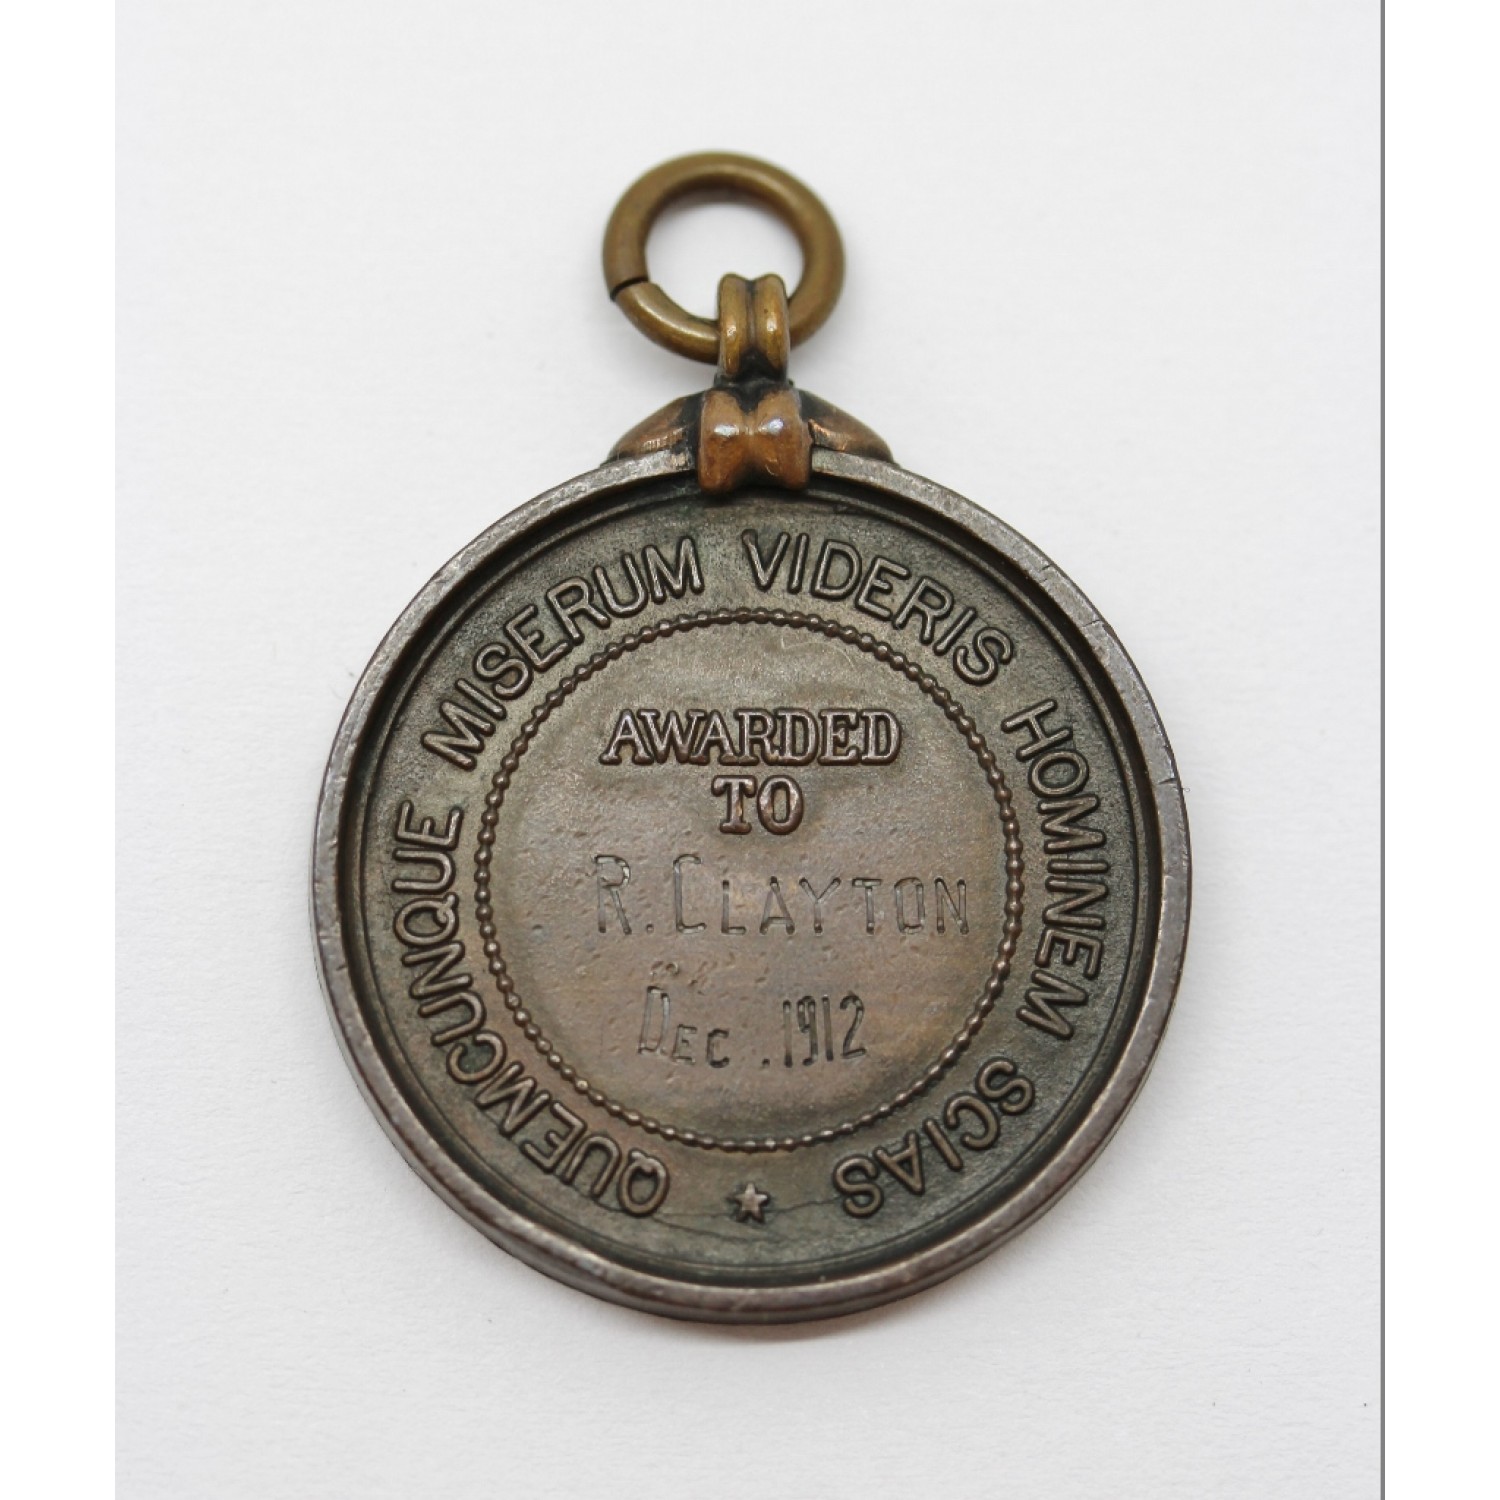 QUEMCUNQUE MISERUM VIDERIS HOMINEM SCIAS
AWARDED
TO
R. CLAYTON
DEC. 1912